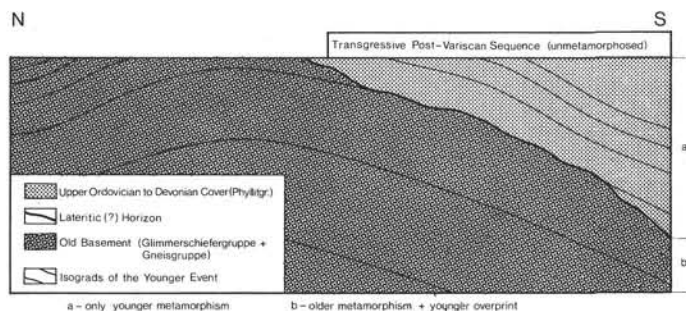 N
S
Transgressive Post-Variscan Sequence (unmetamorphosed)
a
Upper Ordovician to Devonian Cover (Phyllitgr.)
Lateritic (?) Horizon
Old Basement (Glimmerschiefergruppe +
Gneisgruppe)
b
Isograds of the Younger Event
a - only younger metamorphism
b - older metamorphism + younger overprint